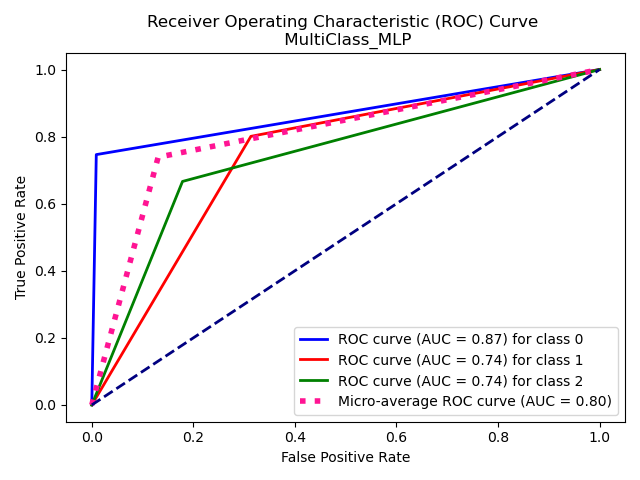 Receiver Operating Characteristic (ROC) Curve
MultiClass_MLP
1.0
0.8
0.6
0.4
0.2
0.0
True Positive Rate
ROC curve (AUC = 0.87) for class 0
ROC curve (AUC = 0.74) for class 1
ROC curve (AUC = 0.74) for class 2
Micro-average ROC curve (AUC = 0.80)
0.0 0.2 0.4 0.6 0.8 1.0
False Positive Rate